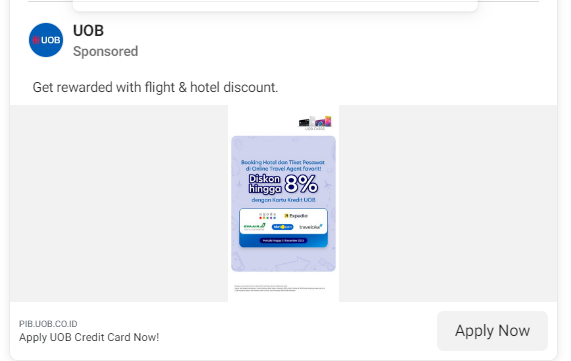 UOB
UOB
Sponsored
Get rewarded with flight & hotel discount.
UOB CARDS
Booking Hotel dan Tiket Pesawat
di Online Travel Agent favorit!
Diskon
hingga 8%
dengan Kartu Kredit UOB
agoda
Expedia
traveloka
PIB.UOB.CO.ID
Apply UOB Credit Card Now!
Apply Now